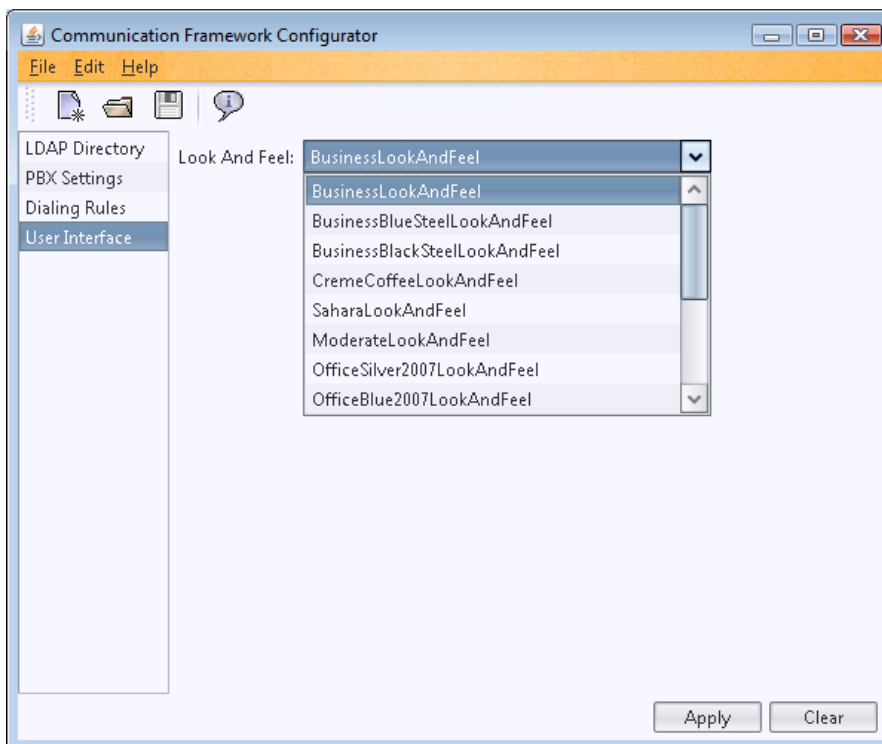 Communication Framework Configurator
File Edit Help
LDAP Directory
PBX Settings
Dialing Rules
User Interface
Look And Feel: BusinessLookAndFeel
BusinessLookAndFeel
BusinessBlueSteelLookAndFeel
BusinessBlackSteelLookAndFeel
CremeCoffeeLookAndFeel
SaharaLookAndFeel
ModerateLookAndFeel
OfficeSilver2007LookAndFeel
OfficeBlue2007LookAndFeel
Apply Clear